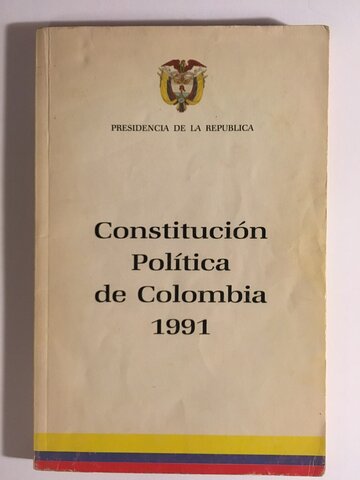 PRESIDENCIA DE LA REPUBLICA
Constitución
Política
de Colombia
1991